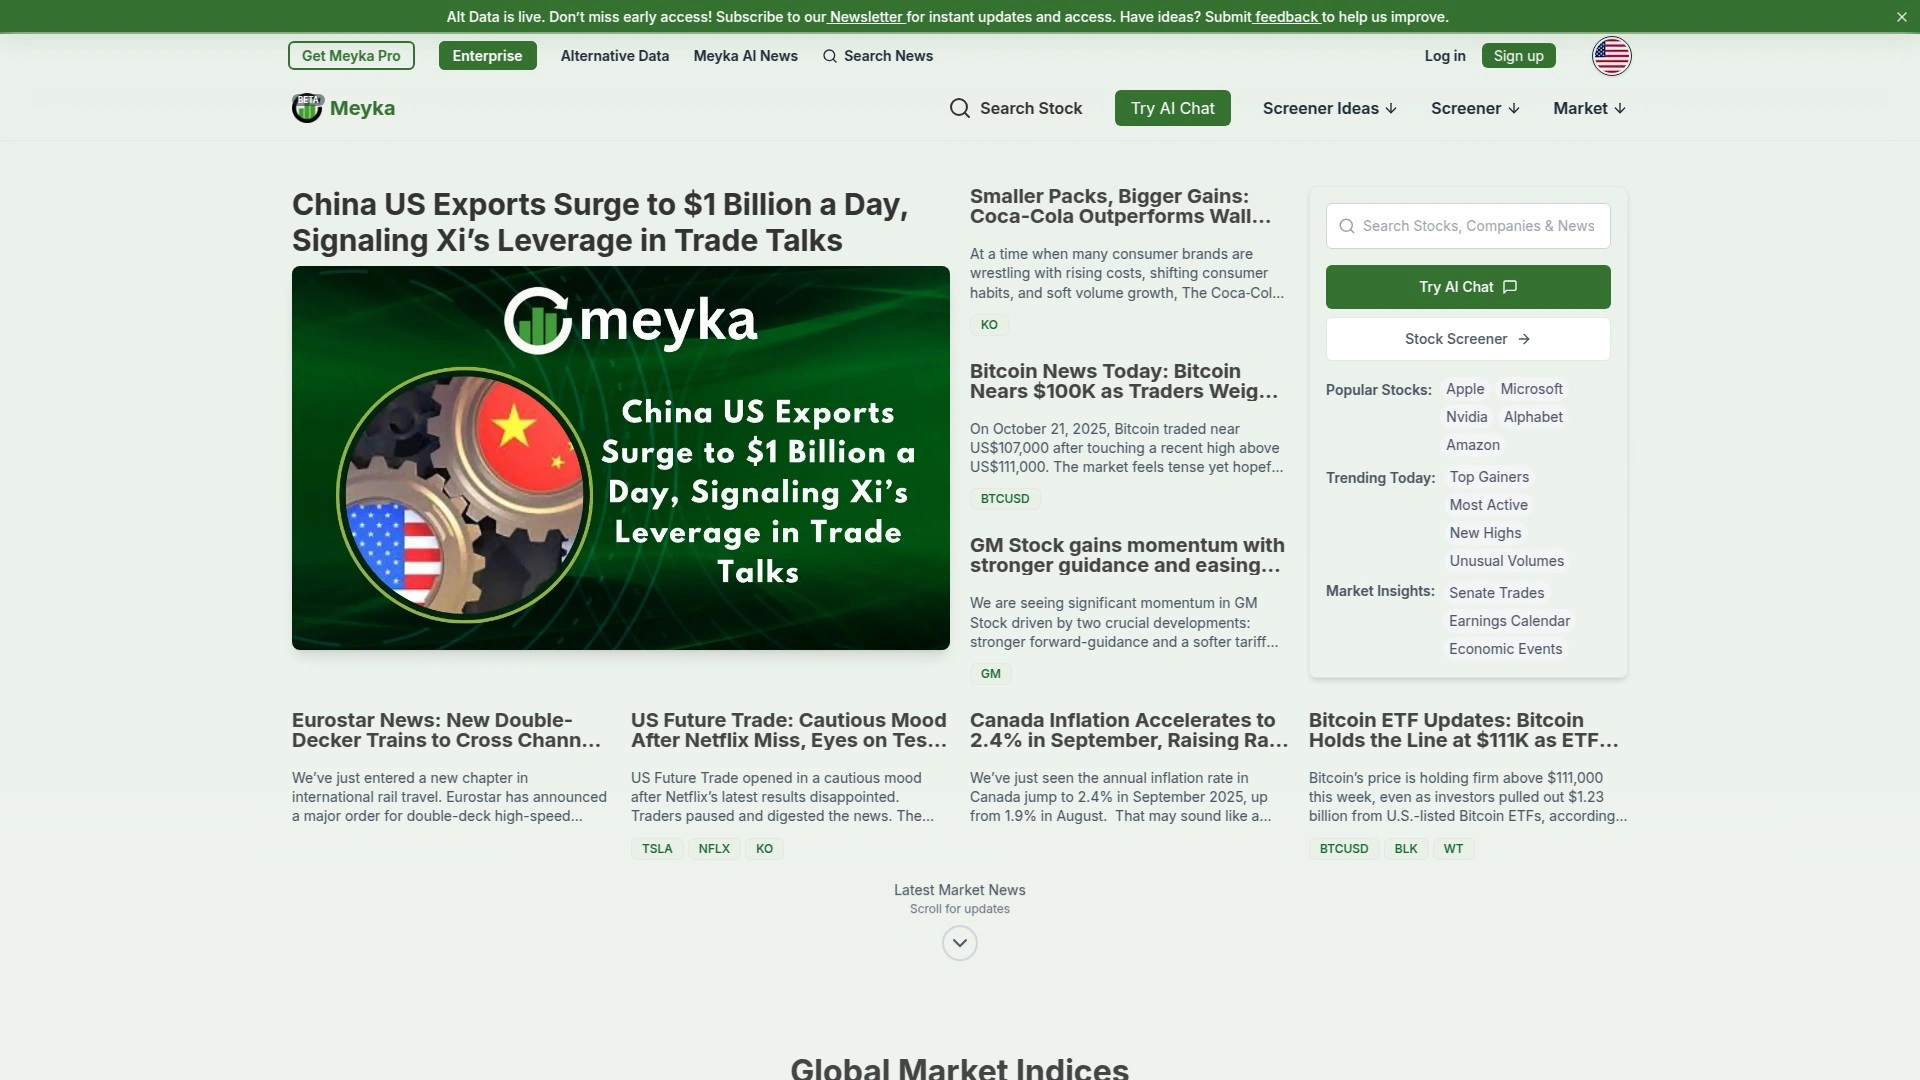 Alt Data is live. Don’t miss early access! Subscribe to our Newsletter for instant updates and access. Have ideas? Submit feedback to help us improve.
Get Meyka Pro
Enterprise
Alternative Data
Meyka AI News
Search News
Log in
Sign up
BETA
Meyka
Search Stock
Try AI Chat
Screener Ideas
Screener
Market
China US Exports Surge to $1 Billion a Day,
Signaling Xi’s Leverage in Trade Talks
meyka
China US Exports
Surge to $1 Billion a
Day, Signaling Xi’s
Leverage in Trade
Talks
Smaller Packs, Bigger Gains:
Coca-Cola Outperforms Wall...
At a time when many consumer brands are
wrestling with rising costs, shifting consumer
habits, and soft volume growth, The Coca-Col...
KO
Bitcoin News Today: Bitcoin
Nears $100K as Traders Weig...
On October 21, 2025, Bitcoin traded near
US$107,000 after touching a recent high above
US$111,000. The market feels tense yet hopef...
BTCUSD
GM Stock gains momentum with
stronger guidance and easing...
We are seeing significant momentum in GM
Stock driven by two crucial developments:
stronger forward-guidance and a softer tariff...
GM
Search Stocks, Companies & News
Try AI Chat
Stock Screener
Popular Stocks:
Apple
Microsoft
Nvidia
Alphabet
Amazon
Trending Today:
Top Gainers
Most Active
New Highs
Unusual Volumes
Market Insights:
Senate Trades
Earnings Calendar
Economic Events
Eurostar News: New Double-
Decker Trains to Cross Chann...
We’ve just entered a new chapter in
international rail travel. Eurostar has announced
a major order for double-deck high-speed...
US Future Trade: Cautious Mood
After Netflix Miss, Eyes on Tes...
US Future Trade opened in a cautious mood
after Netflix’s latest results disappointed.
Traders paused and digested the news. The...
TSLA
NFLX
KO
Canada Inflation Accelerates to
2.4% in September, Raising Ra...
We’ve just seen the annual inflation rate in
Canada jump to 2.4% in September 2025, up
from 1.9% in August.  That may sound like a...
Bitcoin ETF Updates: Bitcoin
Holds the Line at $111K as ETF...
Bitcoin’s price is holding firm above $111,000
this week, even as investors pulled out $1.23
billion from U.S.-listed Bitcoin ETFs, according...
BTCUSD
BLK
WT
Latest Market News
Scroll for updates
Global Market Indices